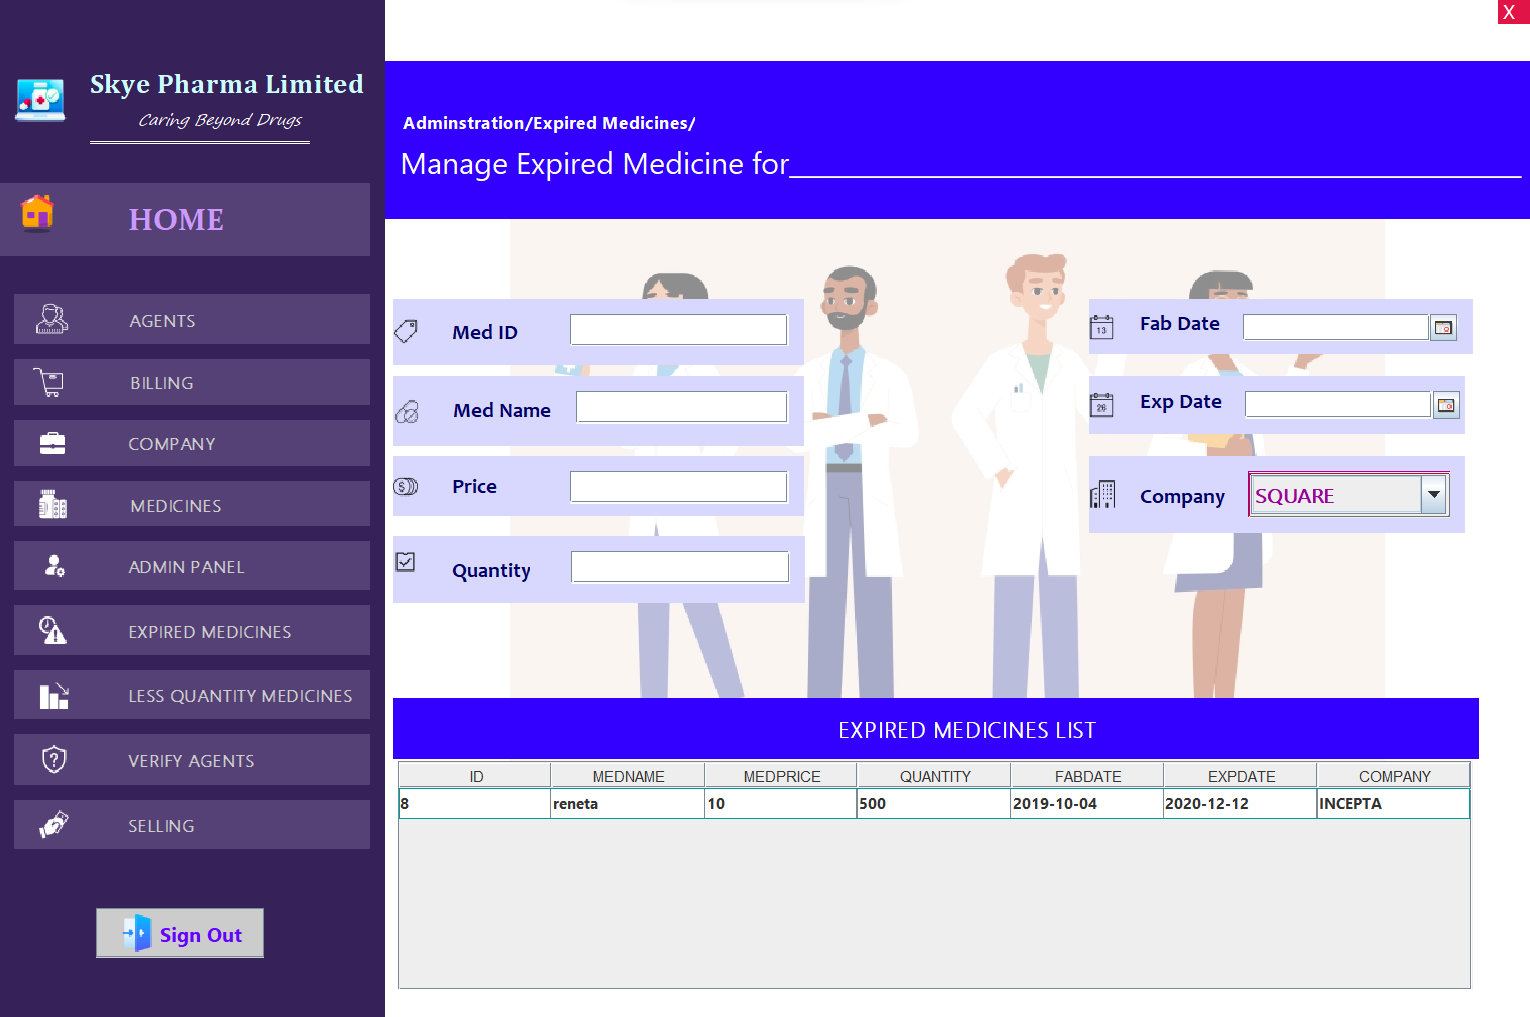 X
Skye Pharma Limited
Caring Beyond Drugs
HOME
AGENTS
BILLING
COMPANY
MEDICINES
ADMIN PANEL
EXPIRED MEDICINES
LESS QUANTITY MEDICINES
VERIFY AGENTS
SELLING
Sign Out
Adminstration/Expired Medicines/
Manage Expired Medicine for
Med ID
Med Name
Price
Quantity
13 Fab Date
26 Exp Date
Company SQUARE
EXPIRED MEDICINES LIST
ID MEDNAME MEDPRICE QUANTITY FABDATE EXPDATE COMPANY
8 reneta 10 500 2019-10-04 2020-12-12 INCEPTA